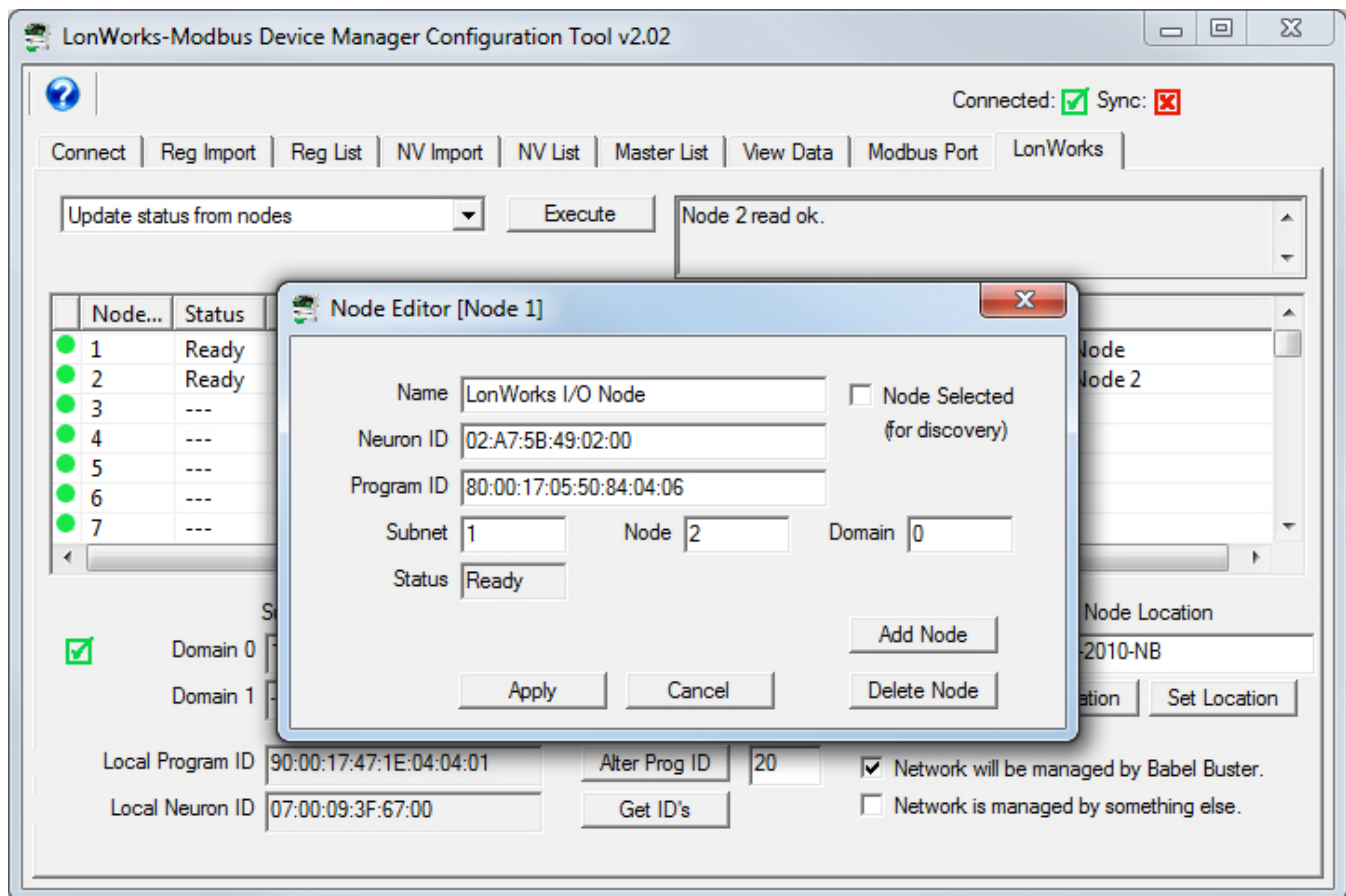 LonWorks-Modbus Device Manager Configuration Tool v2.02
Connected: Sync:
Connect Reg Import Reg List NV Import NV List Master List View Data Modbus Port LonWorks
Update status from nodes Execute Node 2 read ok.
Node... Status
1 Ready Node
2 Ready Node 2
3 ---
4 ---
5 ---
6 ---
7 ---
Node Editor [Node 1]
Name LonWorks I/O Node Node Selected
(for discovery)
Neuron ID 02:A7:5B:49:02:00
Program ID 80:00:17:05:50:84:04:06
Subnet 1 Node 2 Domain 0
Status Ready
Add Node
Apply Cancel Delete Node
Node Location
Domain 0 -2010-NB
Domain 1 Set Location
Local Program ID 90:00:17:47:1E:04:04:01 Alter Prog ID 20 Network will be managed by Babel Buster.
Local Neuron ID 07:00:09:3F:67:00 Get ID's Network is managed by something else.